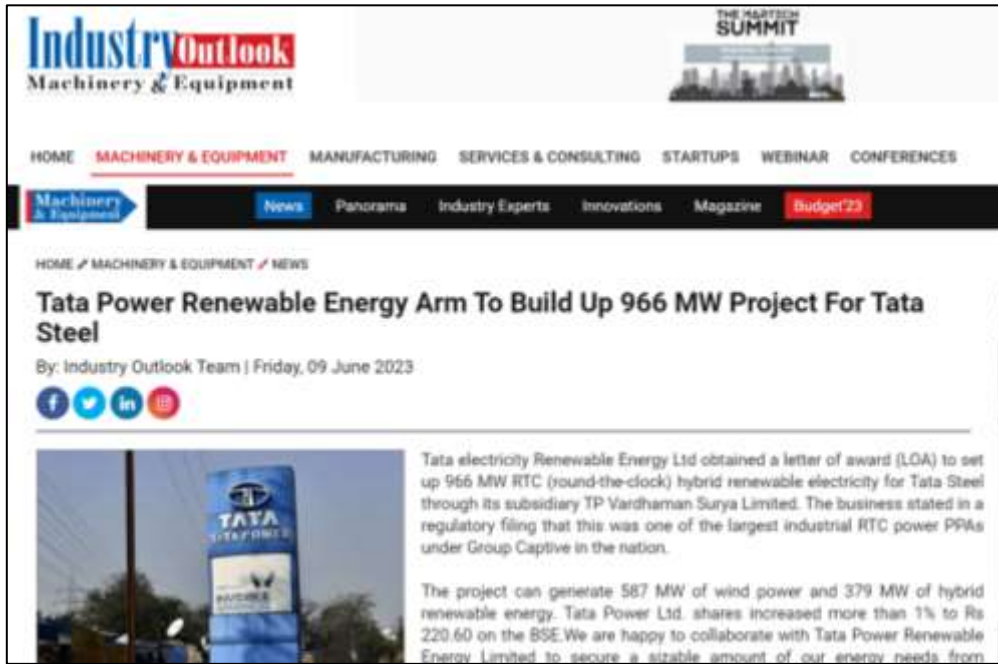 Industry Outlook
Machinery & Equipment
THE MARTECH
SUMMIT
HOME MACHINERY & EQUIPMENT MANUFACTURING SERVICES & CONSULTING STARTUPS WEBINAR CONFERENCES
Machinery
& Equipment
News Panorama Industry Experts Innovations Magazine Budget'23
HOME // MACHINERY & EQUIPMENT // NEWS
Tata Power Renewable Energy Arm To Build Up 966 MW Project For Tata
Steel
By: Industry Outlook Team | Friday, 09 June 2023
TATA
TATA POWER
Tata electricity Renewable Energy Ltd obtained a letter of award (LOA) to set
up 966 MW RTC (round-the-clock) hybrid renewable electricity for Tata Steel
through its subsidiary TP Vardhaman Surya Limited. The business stated in a
regulatory filing that this was one of the largest industrial RTC power PPAs
under Group Captive in the nation.
The project can generate 587 MW of wind power and 379 MW of hybrid
renewable energy. Tata Power Ltd. shares increased more than 1% to Rs
220.60 on the BSE.We are happy to collaborate with Tata Power Renewable
Energy Limited to secure a sizable amount of our energy needs from